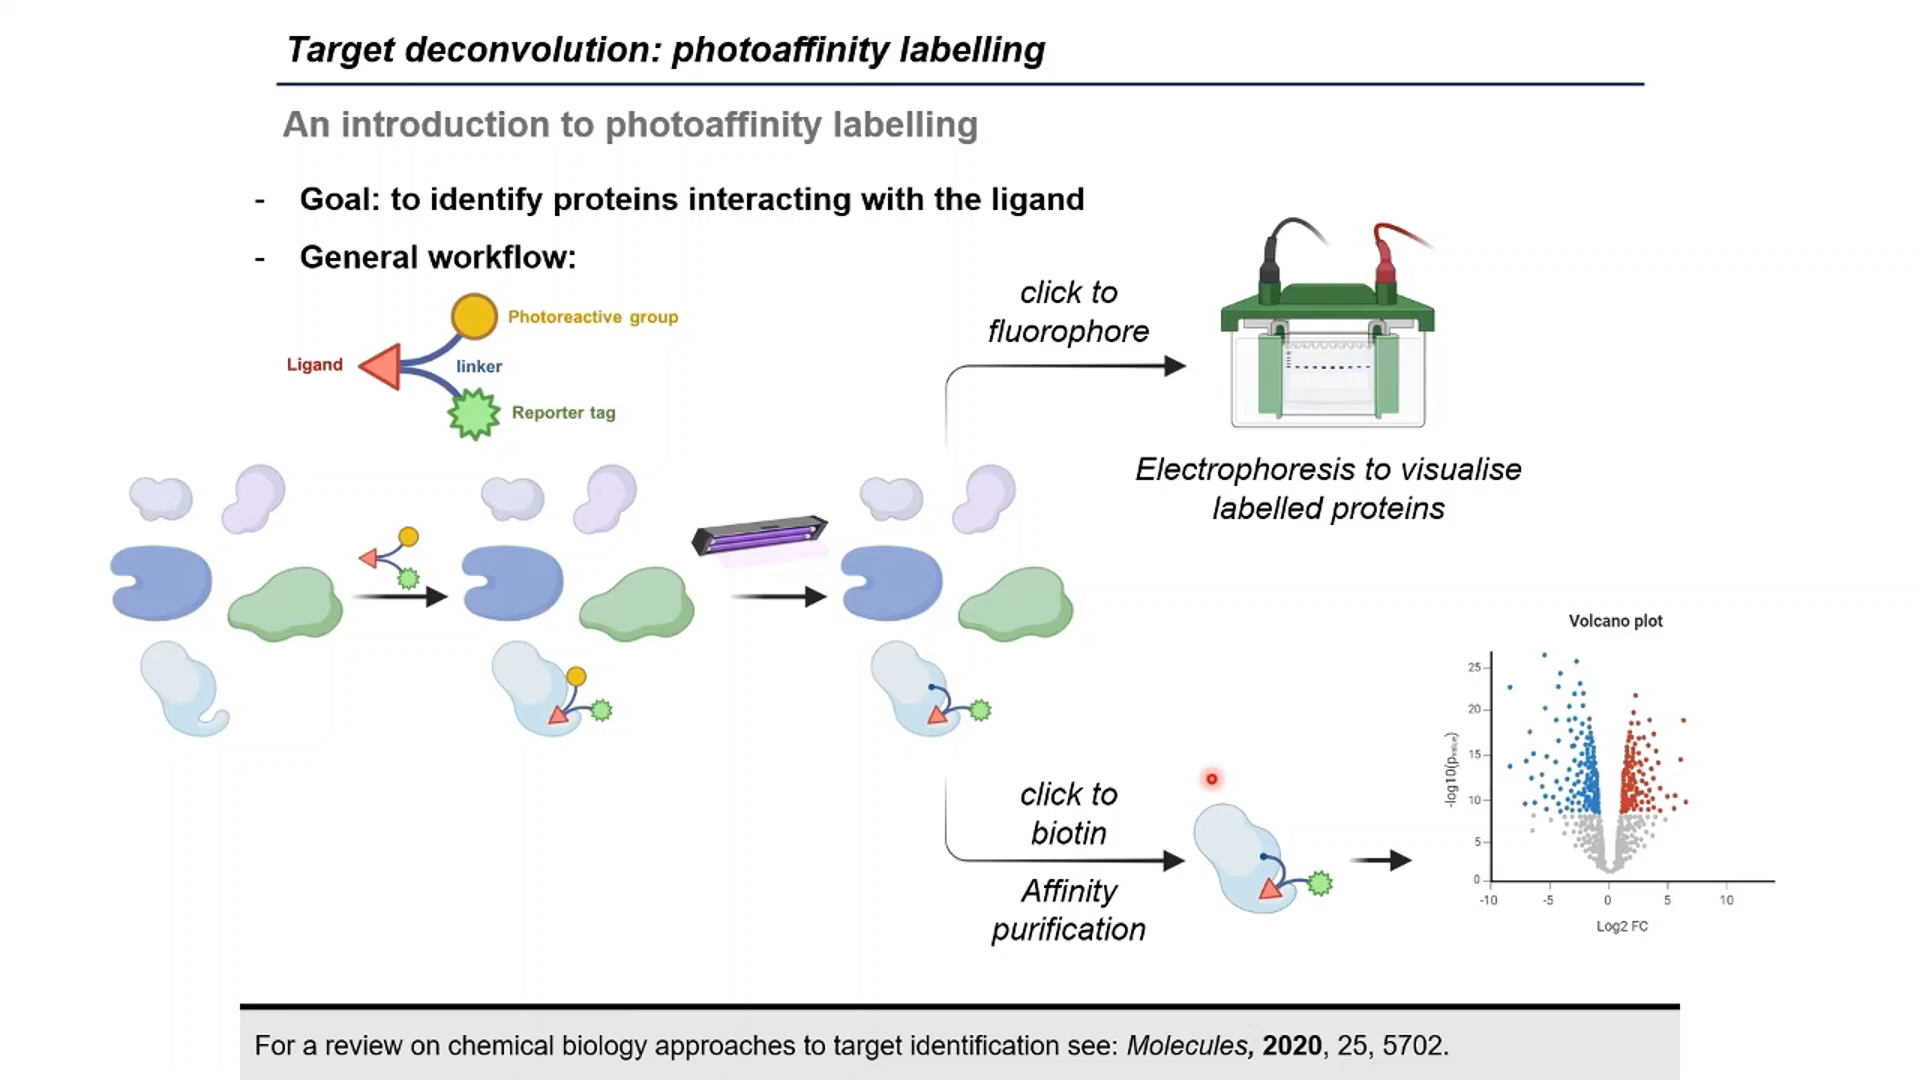 Target deconvolution: photoaffinity labelling
An introduction to photoaffinity labelling
- Goal: to identify proteins interacting with the ligand
- General workflow:
Photoreactive group
Ligand
linker
Reporter tag
click to
fluorophore
Electrophoresis to visualise
labelled proteins
click to
biotin
Affinity
purification
Volcano plot
25
20
15
10
5
0
-log10(pvalue)
-10 -5 0 5 10
Log2 FC
For a review on chemical biology approaches to target identification see: Molecules, 2020, 25, 5702.